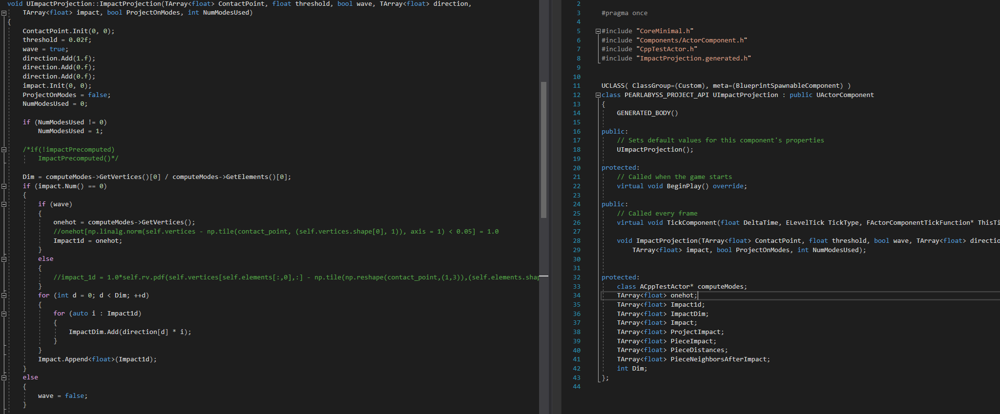 void UImpactProjection::ImpactProjection(TArray<float> ContactPoint, float threshold, bool wave, TArray<float> direction,
    TArray<float> impact, bool ProjectOnModes, int NumModesUsed)
{
    ContactPoint.Init(0, 0);
    threshold = 0.02f;
    wave = true;
    direction.Add(1.f);
    direction.Add(0.f);
    direction.Add(0.f);
    impact.Init(0, 0);
    ProjectOnModes = false;
    NumModesUsed = 0;
    if (NumModesUsed != 0)
        NumModesUsed = 1;
    /*if(!impactPrecomputed)
        ImpactPrecomputed()*/
    Dim = computeModes->GetVertices()[0] / computeModes->GetElements()[0];
    if (impact.Num() == 0)
    {
        if (wave)
        {
            onehot = computeModes->GetVertices();
            //onehot[np.linalg.norm(self.vertices - np.tile(contact_point, (self.vertices.shape[0], 1)), axis = 1) < 0.05] = 1.0
            Impact1d = onehot;
        }
        else
        {
            //impact_1d = 1.0*self.rv.pdf(self.vertices[self.elements[:,0],:] - np.tile(np.reshape(contact_point,(1,3)),(self.elements.shap
        }
        for (int d = 0; d < Dim; ++d)
        {
            for (auto i : Impact1d)
            {
                ImpactDim.Add(direction[d] * i);
            }
        }
        Impact.Append<float>(Impact1d);
    }
    else
    {
        wave = false;
    }
2
3 #pragma once
4
5 #include "CoreMinimal.h"
6 #include "Components/ActorComponent.h"
7 #include "CppTestActor.h"
8 #include "ImpactProjection.generated.h"
9
10
11 UCLASS( ClassGroup=(Custom), meta=(BlueprintSpawnableComponent) )
12 class PEARLABYSS_PROJECT_API UImpactProjection : public UActorComponent
13 {
14     GENERATED_BODY()
15
16 public:
17     // Sets default values for this component's properties
18     UImpactProjection();
19
20 protected:
21     // Called when the game starts
22     virtual void BeginPlay() override;
23
24 public:
25     // Called every frame
26     virtual void TickComponent(float DeltaTime, ELevelTick TickType, FActorComponentTickFunction* ThisTi
27
28     void ImpactProjection(TArray<float> ContactPoint, float threshold, bool wave, TArray<float> directio
29         TArray<float> impact, bool ProjectOnModes, int NumModesUsed);
30
31
32 protected:
33     class ACppTestActor* computeModes;
34     TArray<float> onehot;
35     TArray<float> Impact1d;
36     TArray<float> ImpactDim;
37     TArray<float> Impact;
38     TArray<float> ProjectImpact;
39     TArray<float> PieceImpact;
40     TArray<float> PieceDistances;
41     TArray<float> PieceNeighborsAfterImpact;
42     int Dim;
43 };
44